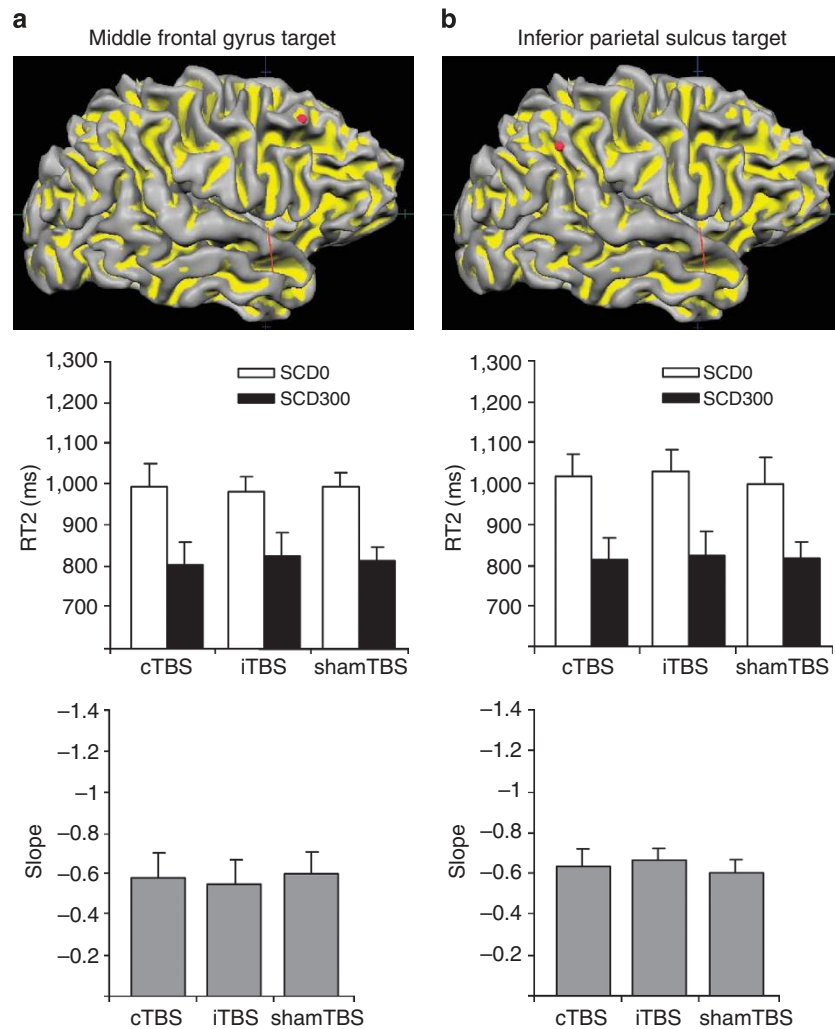 a
Middle frontal gyrus target
1,300
1,200
1,100
1,000
900
800
700
RT2 (ms)
SCD0
SCD300
cTBS iTBS shamTBS
–1.4
–1.2
–1
–0.8
–0.6
–0.4
–0.2
Slope
cTBS iTBS shamTBS
b
Inferior parietal sulcus target
1,300
1,200
1,100
1,000
900
800
700
RT2 (ms)
SCD0
SCD300
cTBS iTBS shamTBS
–1.4
–1.2
–1
–0.8
–0.6
–0.4
–0.2
Slope
cTBS iTBS shamTBS